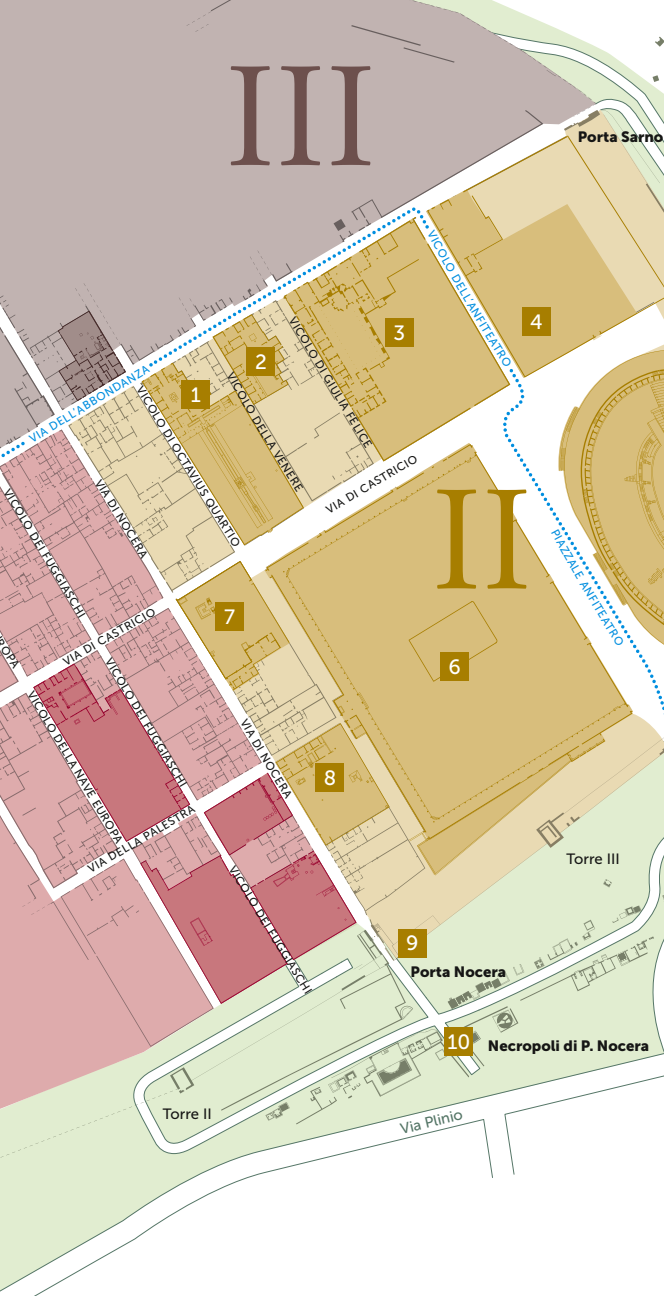 III
Porta Sarno
VICOLO DELL'ANFITEATRO
4
3
VICOLO DI GIULIA FELICE
2
1
VIA DELL'ABBONDANZA
VICOLO DELLA VENERE
VICOLO DI OCTAVIUS QUARTIO
VIA DI CASTRICIO
VIA DI NOCERA
VICOLO DEI FUGGIASCHI
II
PIAZZALE ANFITEATRO
7
VIA DI CASTRICIO
ROPA
6
VICOLO DEI FUGGIASCHI
VICOLO DELLA NAVE EUROPA
VIA DI NOCERA
8
VIA DELLA PALESTRA
Torre III
VICOLO DEI FUGGIASCHI
9
Porta Nocera
10
Necropoli di P. Nocera
Torre II
Via Plinio